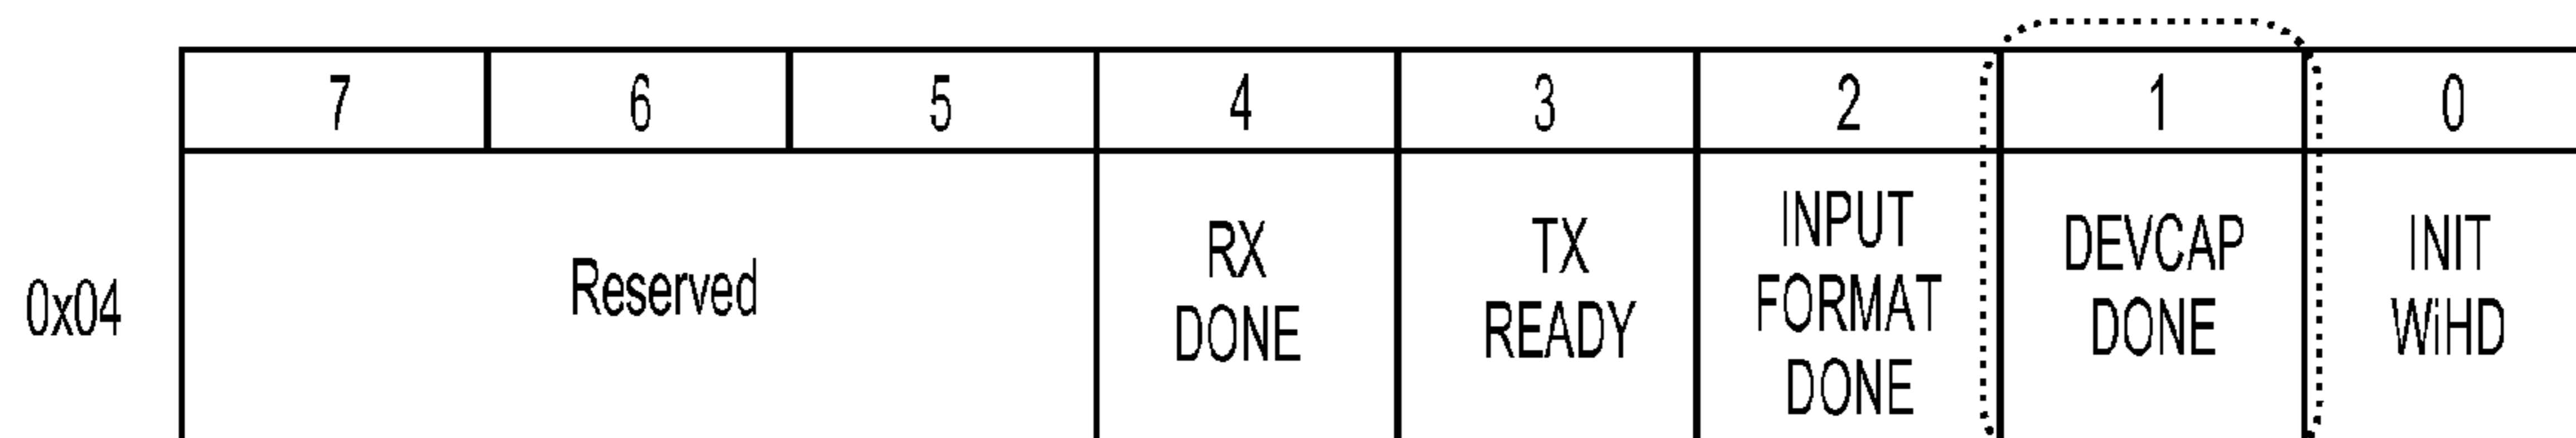 7 6 5 4 3 2 1 0
0x04
Reserved
RX
DONE
TX
READY
INPUT
FORMAT
DONE
DEVCAP
DONE
INIT
WiHD